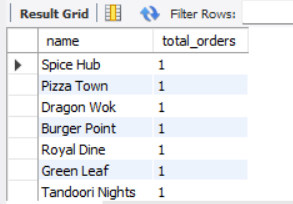 Result Grid Filter Rows:
name total_orders
Spice Hub 1
Pizza Town 1
Dragon Wok 1
Burger Point 1
Royal Dine 1
Green Leaf 1
Tandoori Nights 1